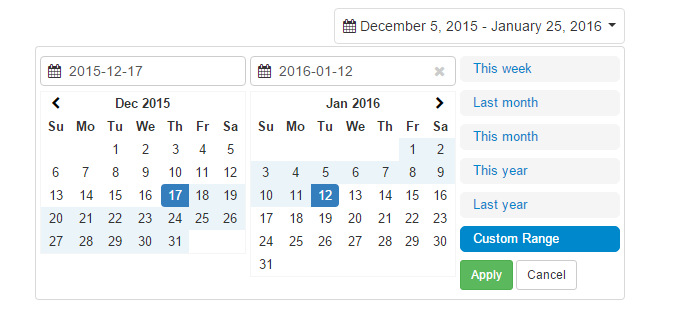 December 5, 2015 - January 25, 2016
2015-12-17
2016-01-12
This week
Last month
This month
This year
Last year
Custom Range
Apply Cancel
Dec 2015
Su Mo Tu We Th Fr Sa
1 2 3 4 5
6 7 8 9 10 11 12
13 14 15 16 17 18 19
20 21 22 23 24 25 26
27 28 29 30 31
Jan 2016
Su Mo Tu We Th Fr Sa
1 2
3 4 5 6 7 8 9
10 11 12 13 14 15 16
17 18 19 20 21 22 23
24 25 26 27 28 29 30
31